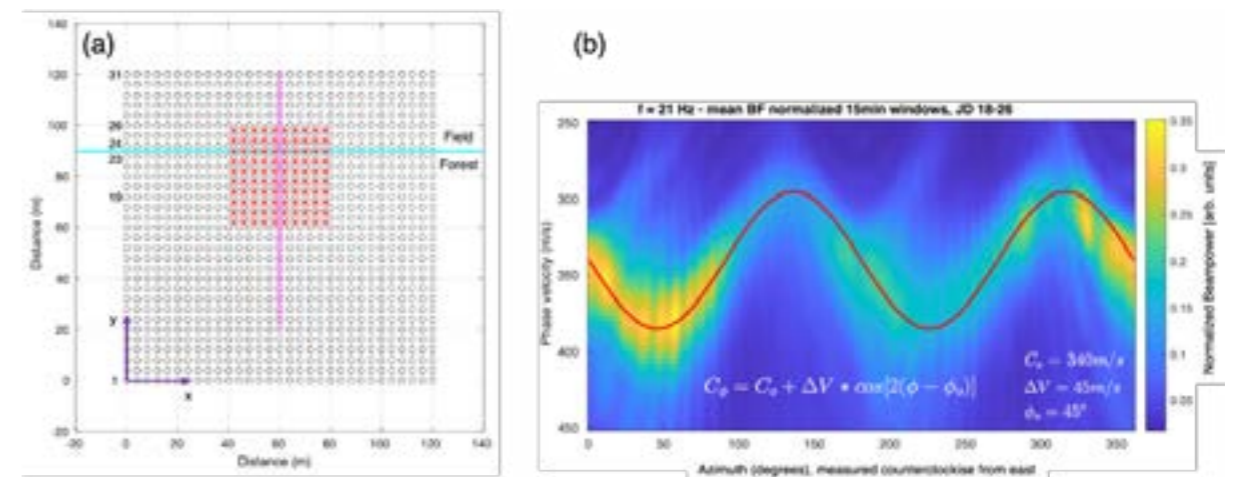 (a)
140
120
100
80
60
40
20
0
-20
31
26
24
23
19
1
Field
Forest
y
x
-20 0 20 40 60 80 100 120 140
Distance (m)
Distance (m)
(b)
f = 21 Hz - mean BF normalized 15min windows, JD 18-26
250
300
350
400
450
Phase velocity (m/s)
0 50 100 150 200 250 300 350
Azimuth (degrees), measured counterclockise from east
C_φ = C_o + ΔV * cos[2(φ − φ_o)]
C_o = 340m/s
ΔV = 45m/s
φ_o = 45°
0.35
0.3
0.25
0.2
0.15
0.1
0.05
Normalized Beampower [arb. units]